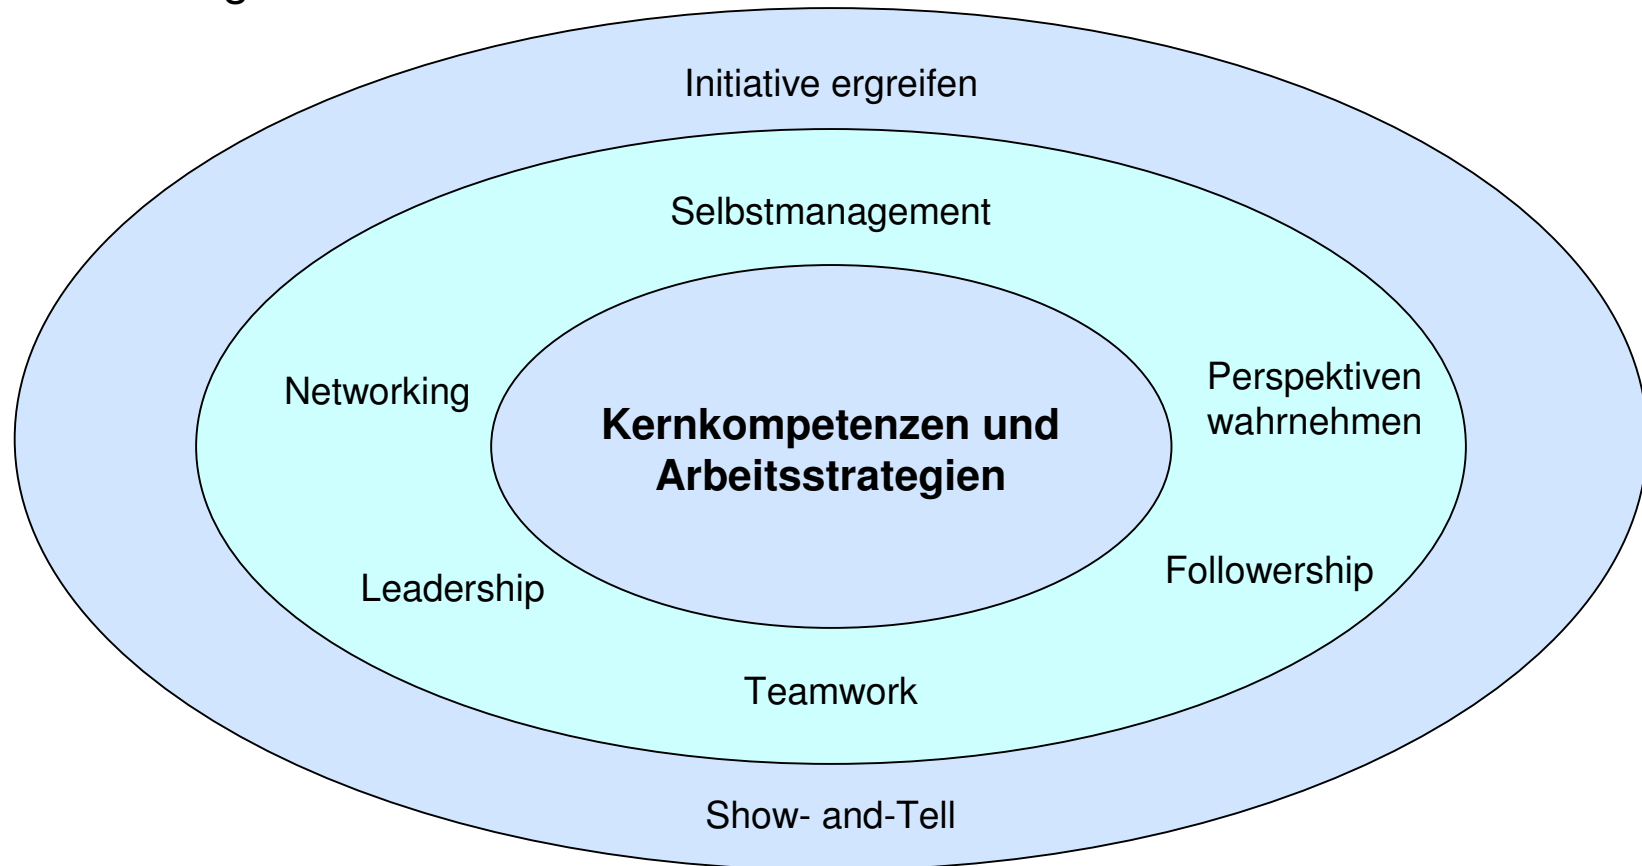 Initiative ergreifen
Selbstmanagement
Networking
Perspektiven
wahrnehmen
Kernkompetenzen und
Arbeitsstrategien
Leadership
Followership
Teamwork
Show- and-Tell